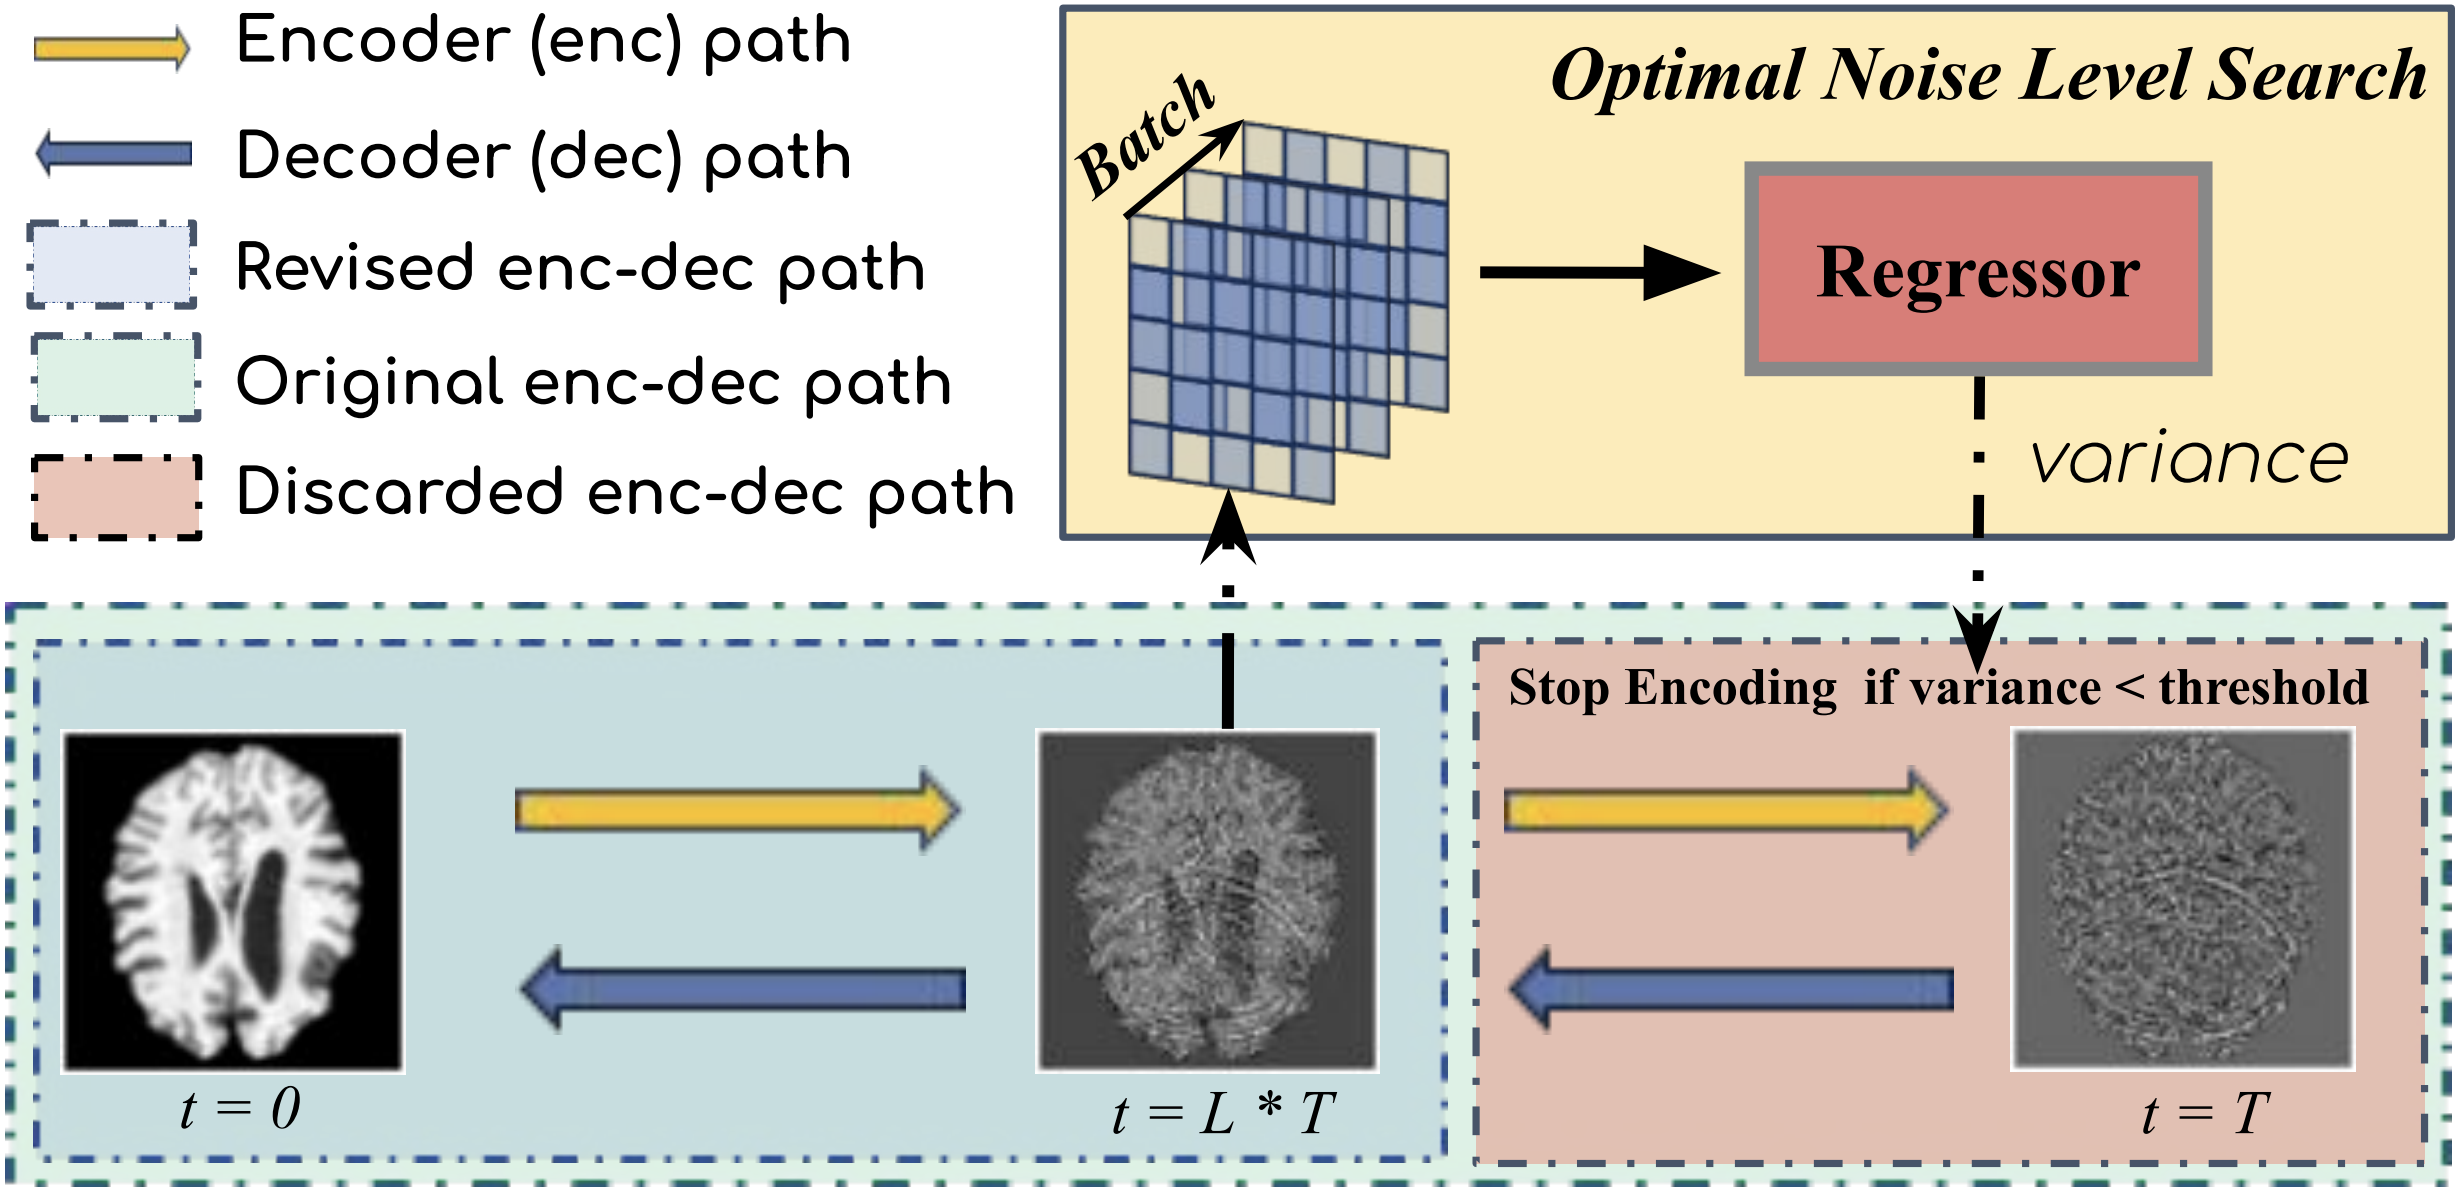 Encoder (enc) path
Decoder (dec) path
Revised enc-dec path
Original enc-dec path
Discarded enc-dec path
Optimal Noise Level Search
Batch
Regressor
variance
Stop Encoding if variance < threshold
t = 0
t = L * T
t = T